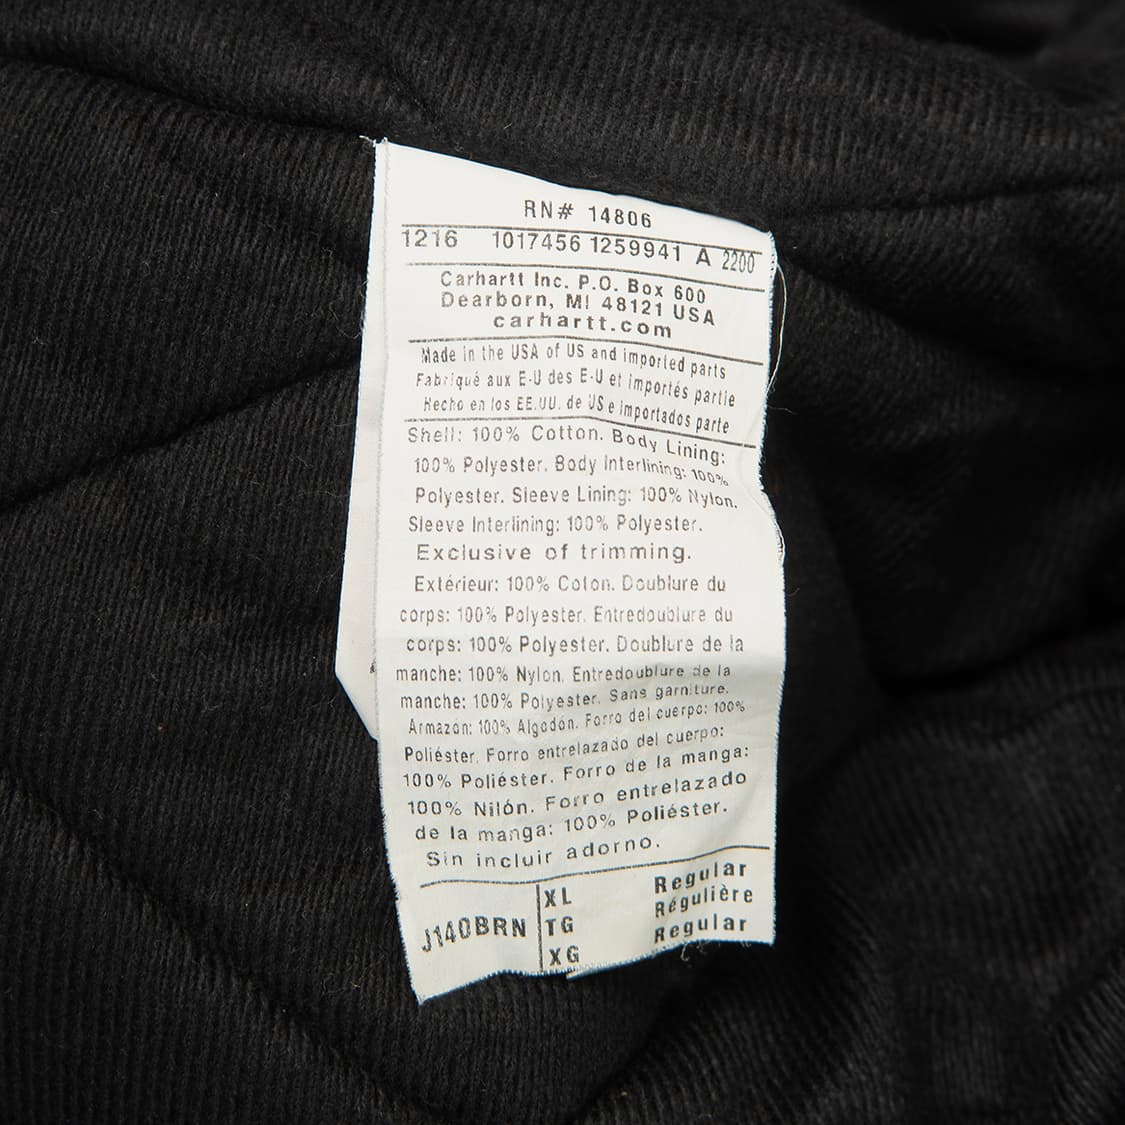 RN# 14806
1216 1017456 1259941 A 2200
Carhartt Inc. P.O. Box 600
Dearborn, MI 48121 USA
carhartt.com
Made in the USA of US and imported parts
Fabriqué aux E-U des E-U et importés partie
Hecho en los EE.UU. de US e importados parte
Shell: 100% Cotton. Body Lining:
100% Polyester. Body Interlining: 100%
Polyester. Sleeve Lining: 100% Nylon.
Sleeve Interlining: 100% Polyester.
Exclusive of trimming.
Extérieur: 100% Coton. Doublure du
corps: 100% Polyester. Entredoublure du
corps: 100% Polyester. Doublure de la
manche: 100% Nylon. Entredoublure de la
manche: 100% Polyester. Sans garniture.
Armazón: 100% Algodón. Forro del cuerpo: 100%
Poliéster. Forro entrelazado del cuerpo:
100% Poliéster. Forro de la manga:
100% Nilón. Forro entrelazado
de la manga: 100% Poliéster.
Sin incluir adorno.
J140BRN
XL Regular
TG Régulière
XG Regular